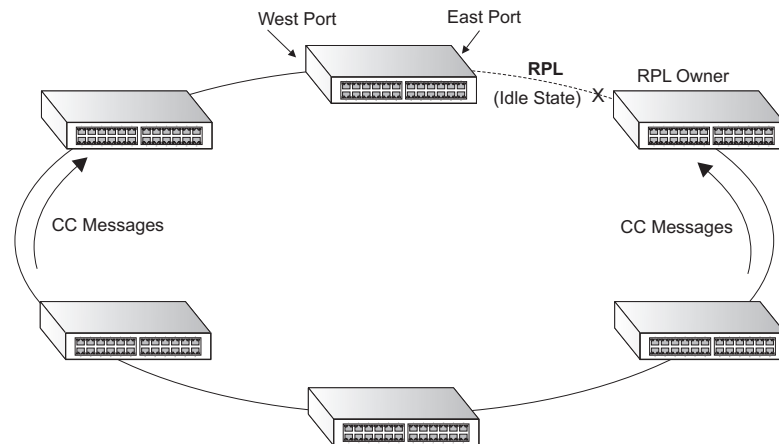 West Port
East Port
RPL
(Idle State)
X
RPL Owner
CC Messages
CC Messages